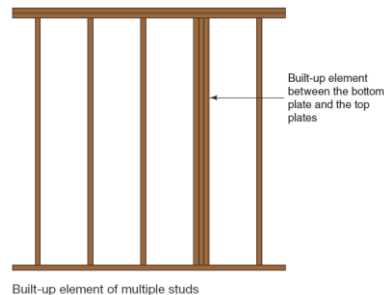 Built-up element
between the bottom
plate and the top
plates
Built-up element of multiple studs